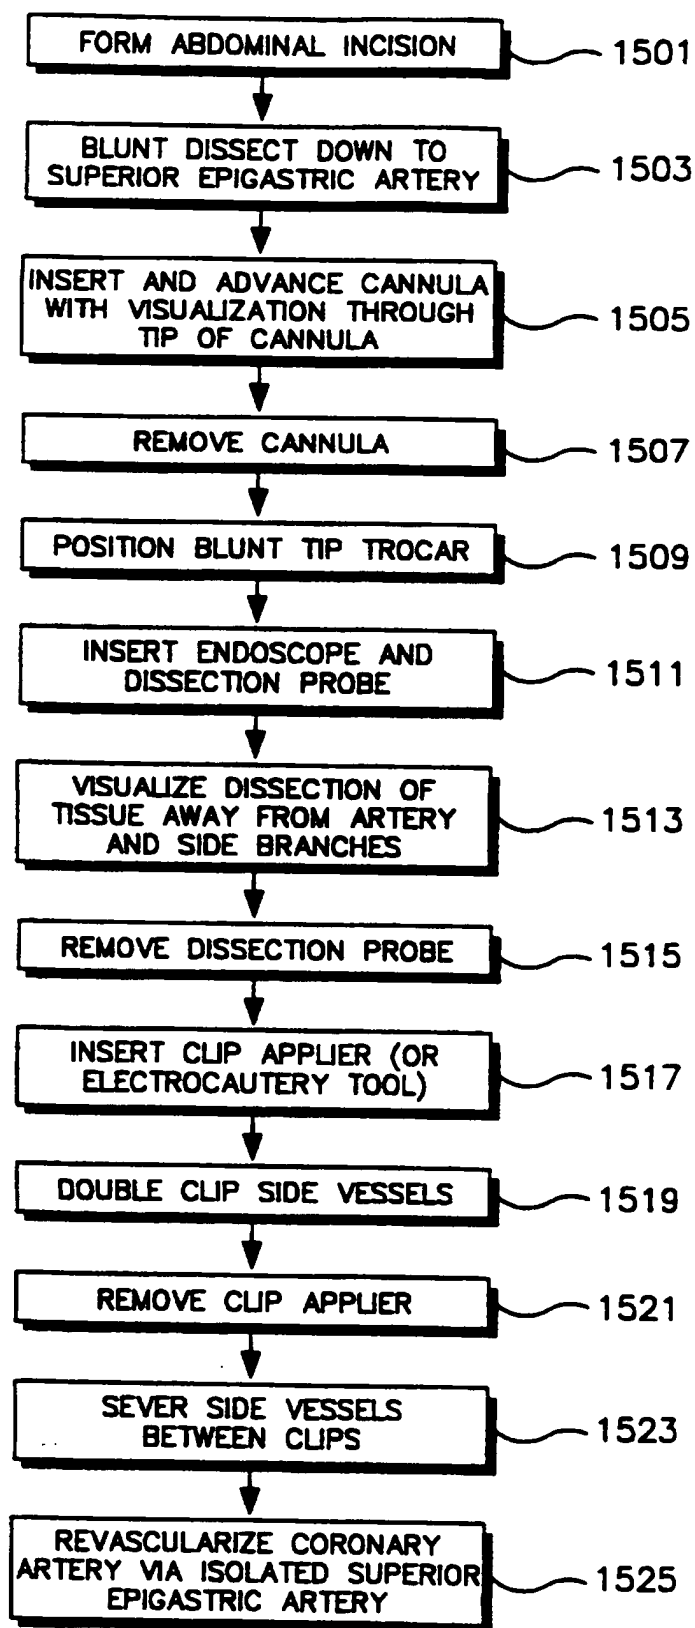 FORM ABDOMINAL INCISION
1501
BLUNT DISSECT DOWN TO
SUPERIOR EPIGASTRIC ARTERY
1503
INSERT AND ADVANCE CANNULA
WITH VISUALIZATION THROUGH
TIP OF CANNULA
1505
REMOVE CANNULA
1507
POSITION BLUNT TIP TROCAR
1509
INSERT ENDOSCOPE AND
DISSECTION PROBE
1511
VISUALIZE DISSECTION OF
TISSUE AWAY FROM ARTERY
AND SIDE BRANCHES
1513
REMOVE DISSECTION PROBE
1515
INSERT CLIP APPLIER (OR
ELECTROCAUTERY TOOL)
1517
DOUBLE CLIP SIDE VESSELS
1519
REMOVE CLIP APPLIER
1521
SEVER SIDE VESSELS
BETWEEN CLIPS
1523
REVASCULARIZE CORONARY
ARTERY VIA ISOLATED SUPERIOR
EPIGASTRIC ARTERY
1525